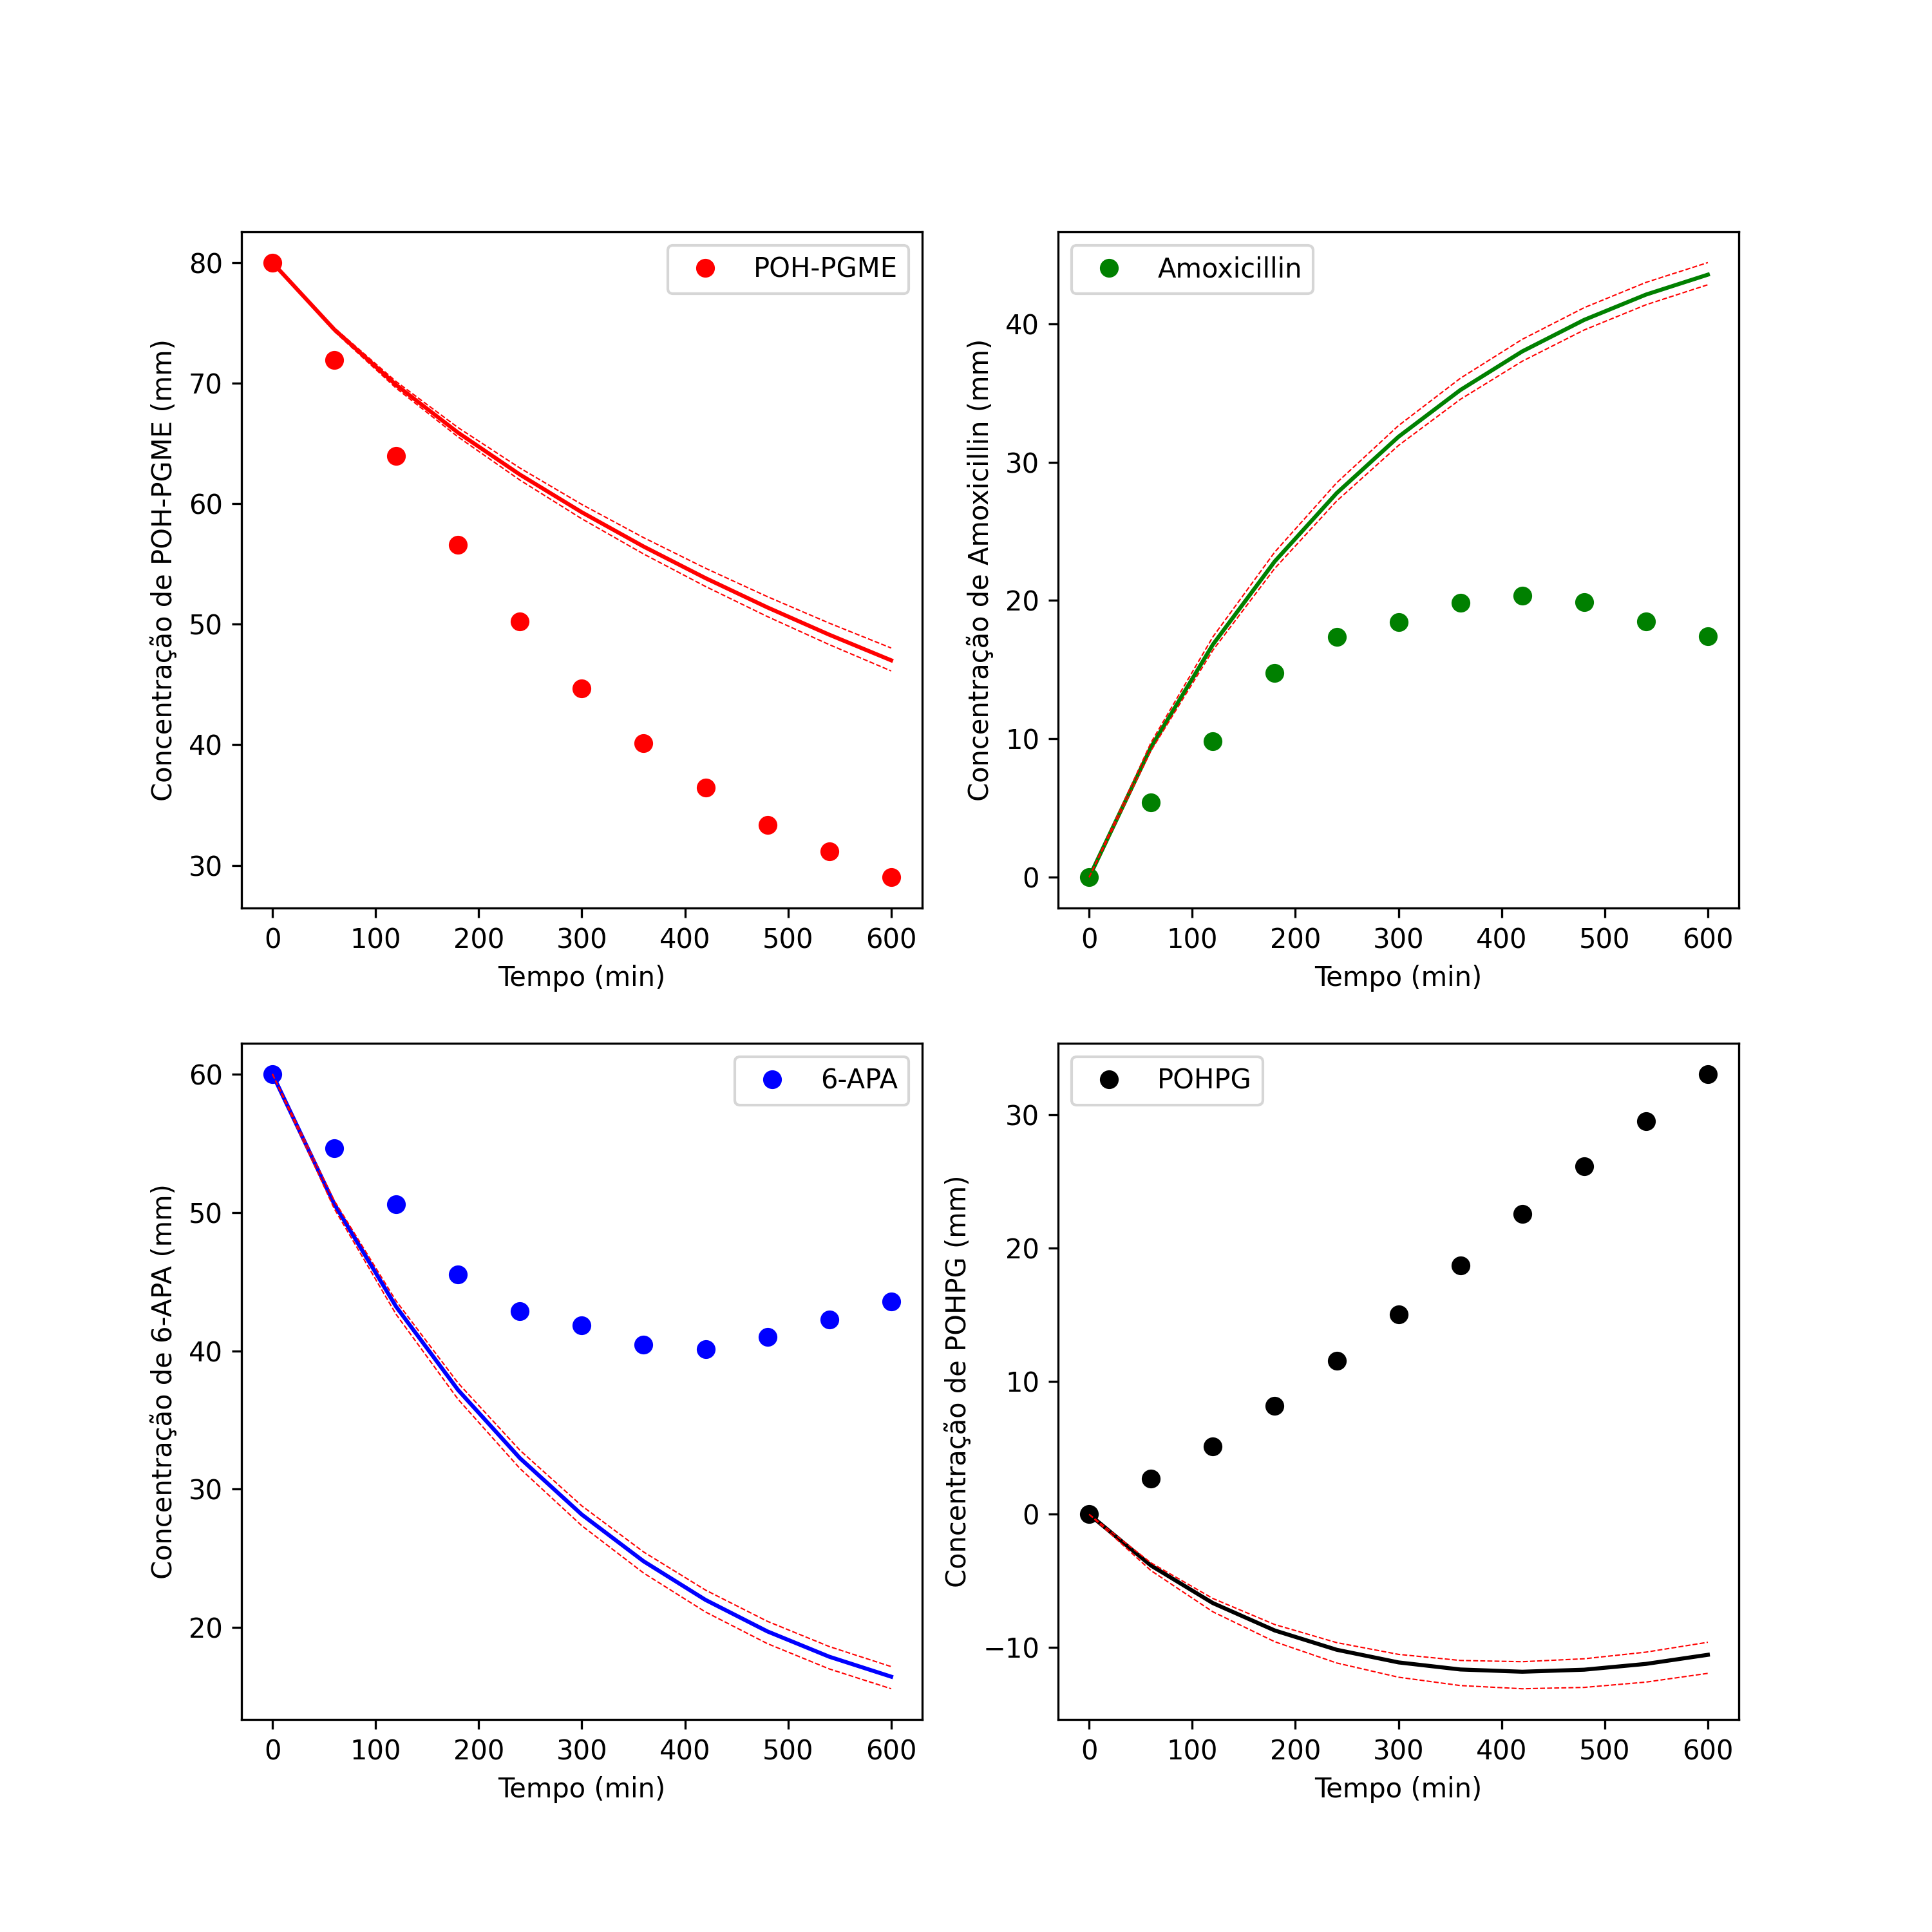 POH-PGME
80
70
60
50
40
30
Concentração de POH-PGME (mm)
0 100 200 300 400 500 600
Tempo (min)
Amoxicillin
40
30
20
10
0
Concentração de Amoxicillin (mm)
0 100 200 300 400 500 600
Tempo (min)
6-APA
60
50
40
30
20
Concentração de 6-APA (mm)
0 100 200 300 400 500 600
Tempo (min)
POHPG
30
20
10
0
−10
Concentração de POHPG (mm)
0 100 200 300 400 500 600
Tempo (min)